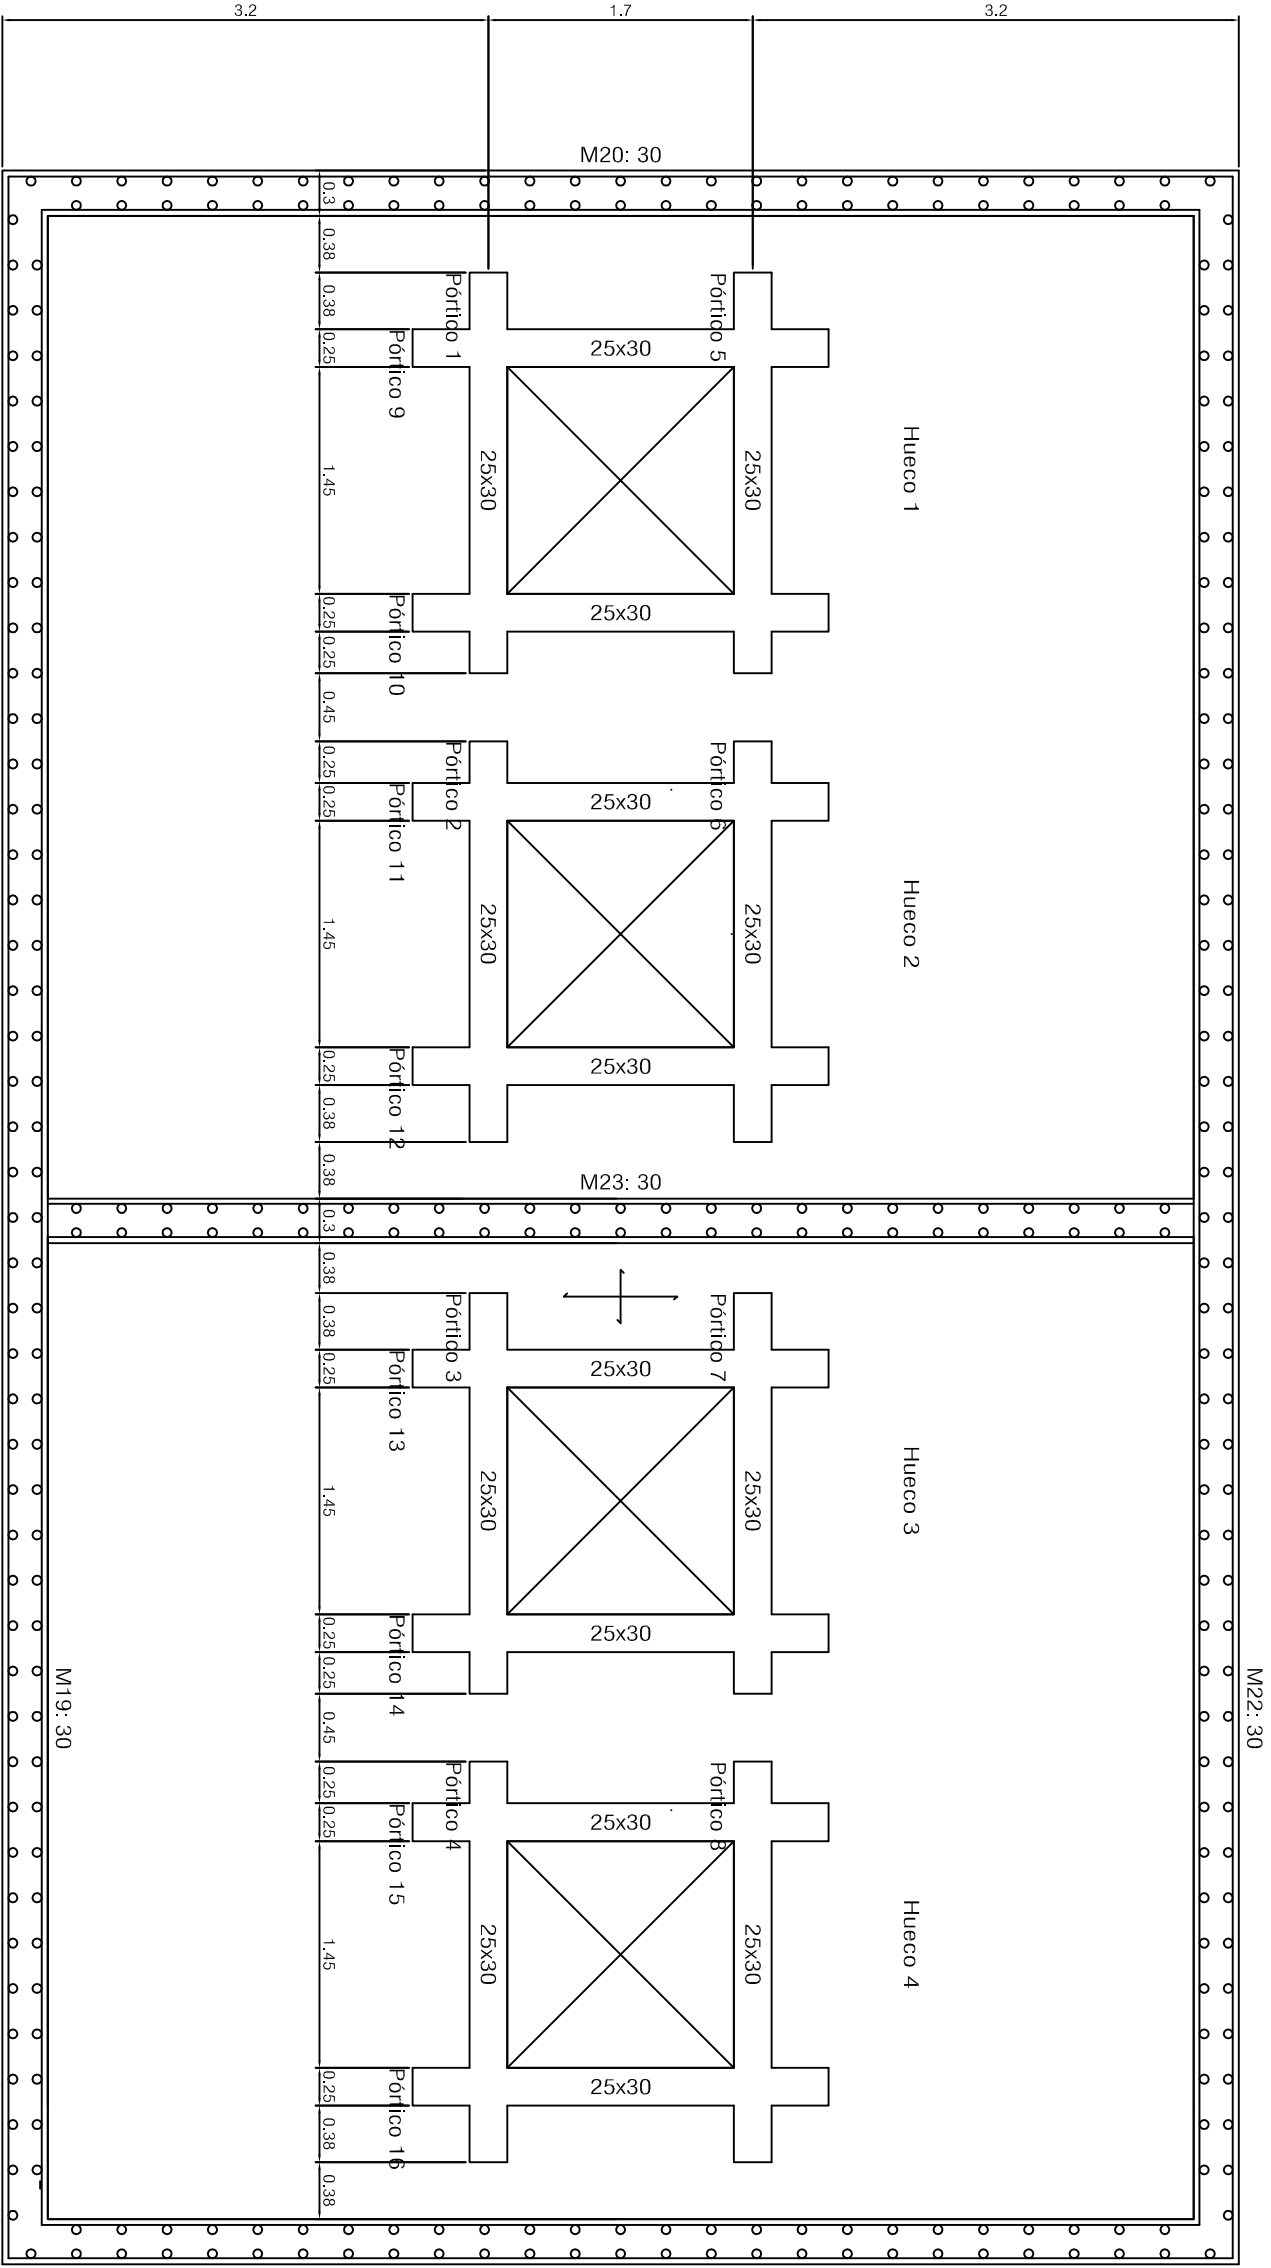 3.2
1.7
3.2
M20: 30
0.3
0.38
0.38
Pórtico 1
Pórtico 5
0.25
Pórtico 9
25x30
1.45
25x30
25x30
Hueco 1
0.25
Pórtico 10
25x30
0.25
0.45
0.25
Pórtico 2
Pórtico 6
0.25
Pórtico 11
25x30
1.45
25x30
25x30
Hueco 2
0.25
Pórtico 12
25x30
0.38
0.38
M23: 30
0.3
0.38
0.38
Pórtico 3
Pórtico 7
0.25
Pórtico 13
25x30
1.45
25x30
25x30
Hueco 3
0.25
Pórtico 14
25x30
0.25
M19: 30
M22: 30
0.45
0.25
Pórtico 4
Pórtico 8
0.25
Pórtico 15
25x30
1.45
25x30
25x30
Hueco 4
0.25
Pórtico 16
25x30
0.38
0.38